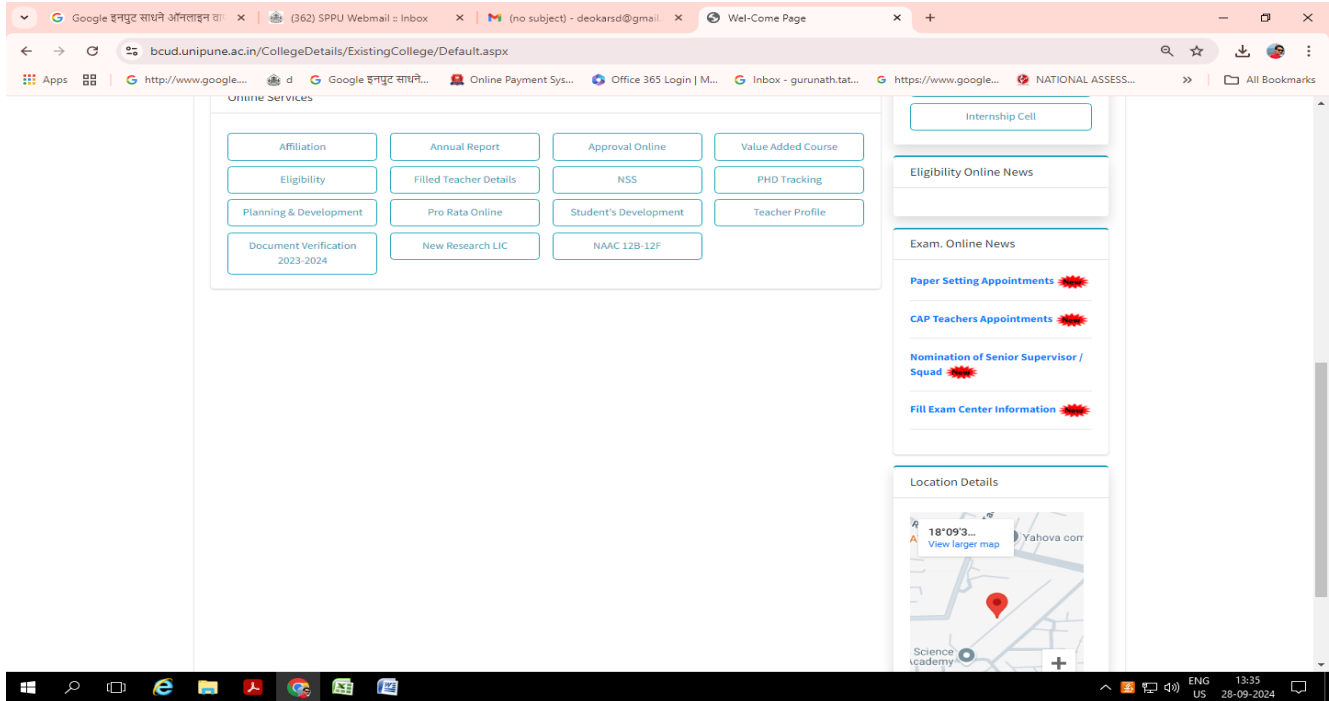 Google इनपुट साधने ऑनलाइन वा
(362) SPPU Webmail :: Inbox
(no subject) - deokarsd@gmail.
Wel-Come Page
bcud.unipune.ac.in/CollegeDetails/ExistingCollege/Default.aspx
Apps
http://www.google....
d
Google इनपुट साधने...
Online Payment Sys...
Office 365 Login | M...
Inbox - gurunath.tat...
https://www.google...
NATIONAL ASSESS...
All Bookmarks
Online Services
Affiliation
Annual Report
Approval Online
Value Added Course
Eligibility
Filled Teacher Details
NSS
PHD Tracking
Planning & Development
Pro Rata Online
Student's Development
Teacher Profile
Document Verification
2023-2024
New Research LIC
NAAC 12B-12F
Internship Cell
Eligibility Online News
Exam. Online News
Paper Setting Appointments New
CAP Teachers Appointments New
Nomination of Senior Supervisor /
Squad New
Fill Exam Center Information New
Location Details
18°09'3...
View larger map
Yahova com
Science
Academy
ENG
US
13:35
28-09-2024